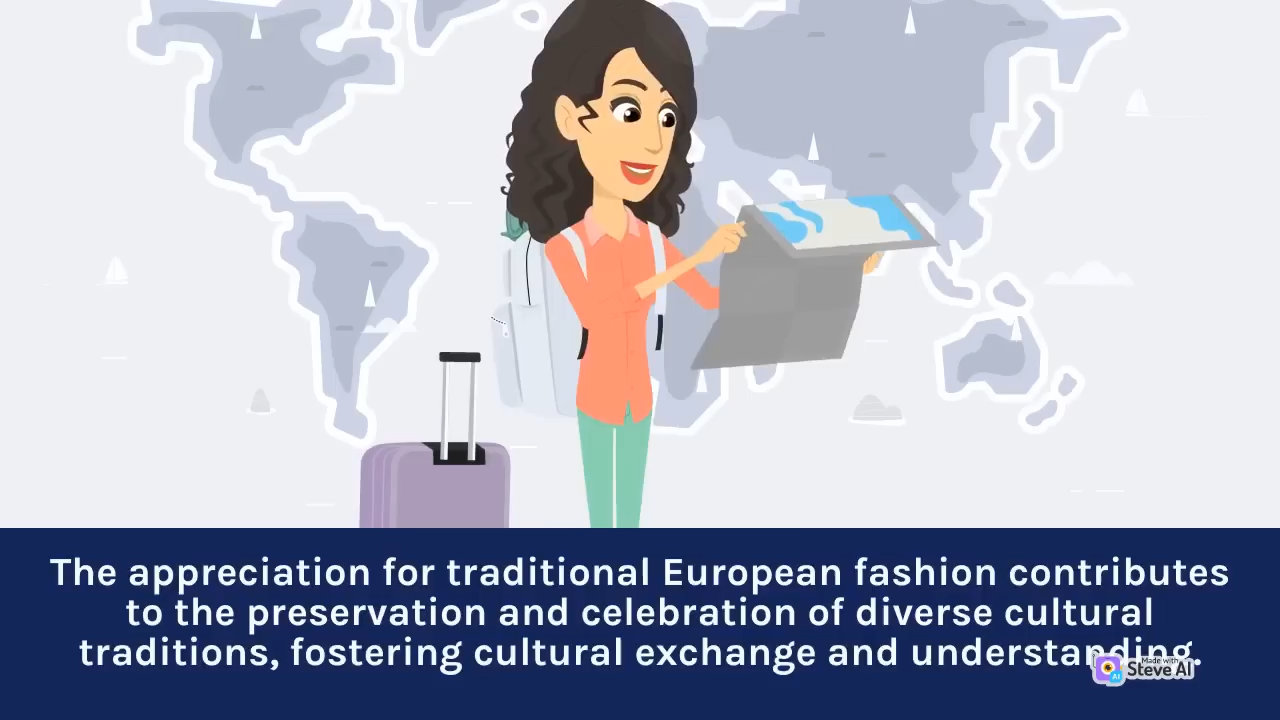 The appreciation for traditional European fashion contributes
to the preservation and celebration of diverse cultural
traditions, fostering cultural exchange and understanding.
Made with
Steve AI
AI